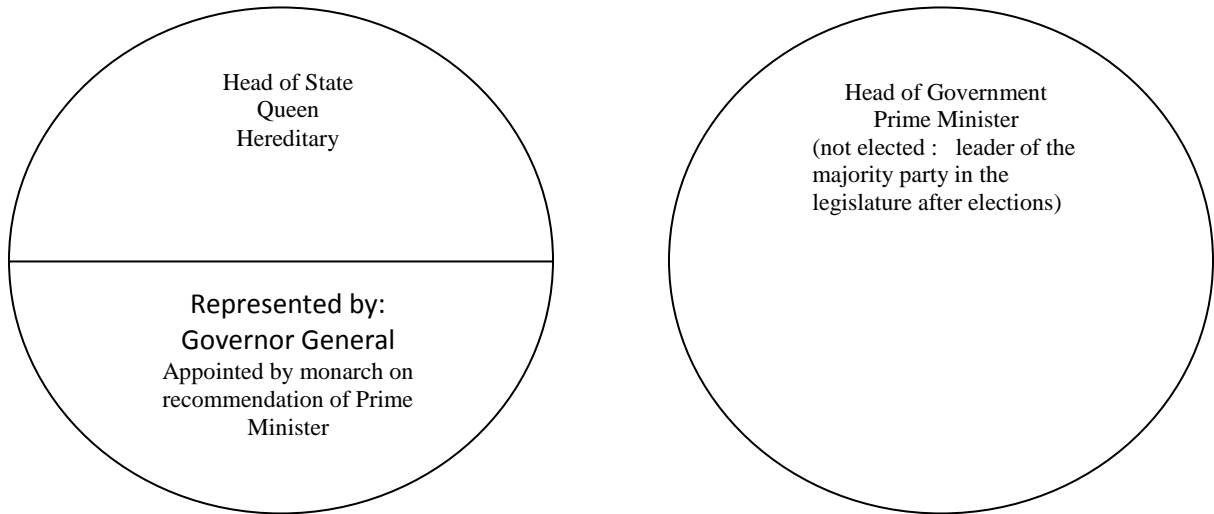 Head of State
Queen
Hereditary
Represented by:
Governor General
Appointed by monarch on
recommendation of Prime
Minister
Head of Government
Prime Minister
(not elected :   leader of the
majority party in the
legislature after elections)